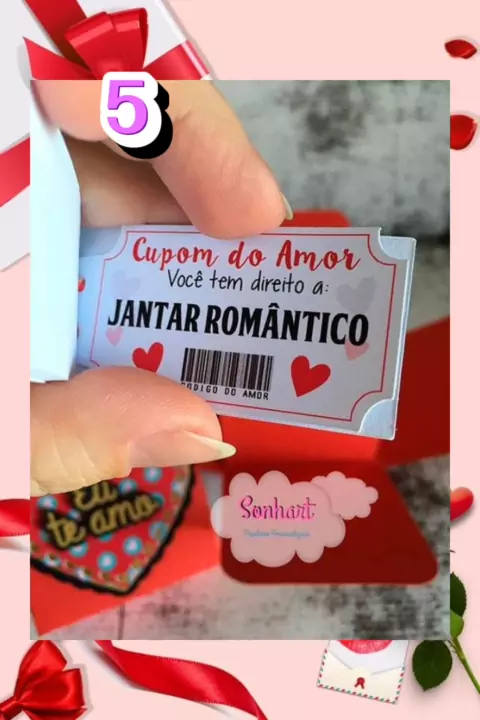 5
Cupom do Amor
Você tem direito a:
JANTAR ROMÂNTICO
CÓDIGO DO AMOR
Eu
te amo
Sonhart